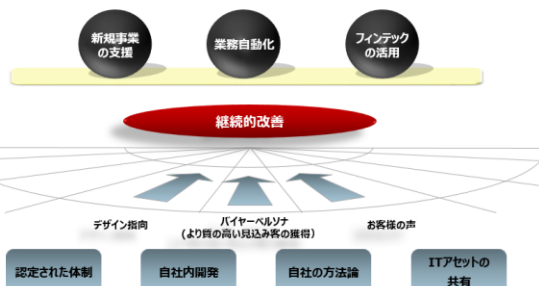 新規事業
の支援
業務自動化
フィンテック
の活用
継続的改善
デザイン指向
バイヤーペルソナ
(より質の高い見込み客の獲得)
お客様の声
認定された体制
自社内開発
自社の方法論
ITアセットの
共有